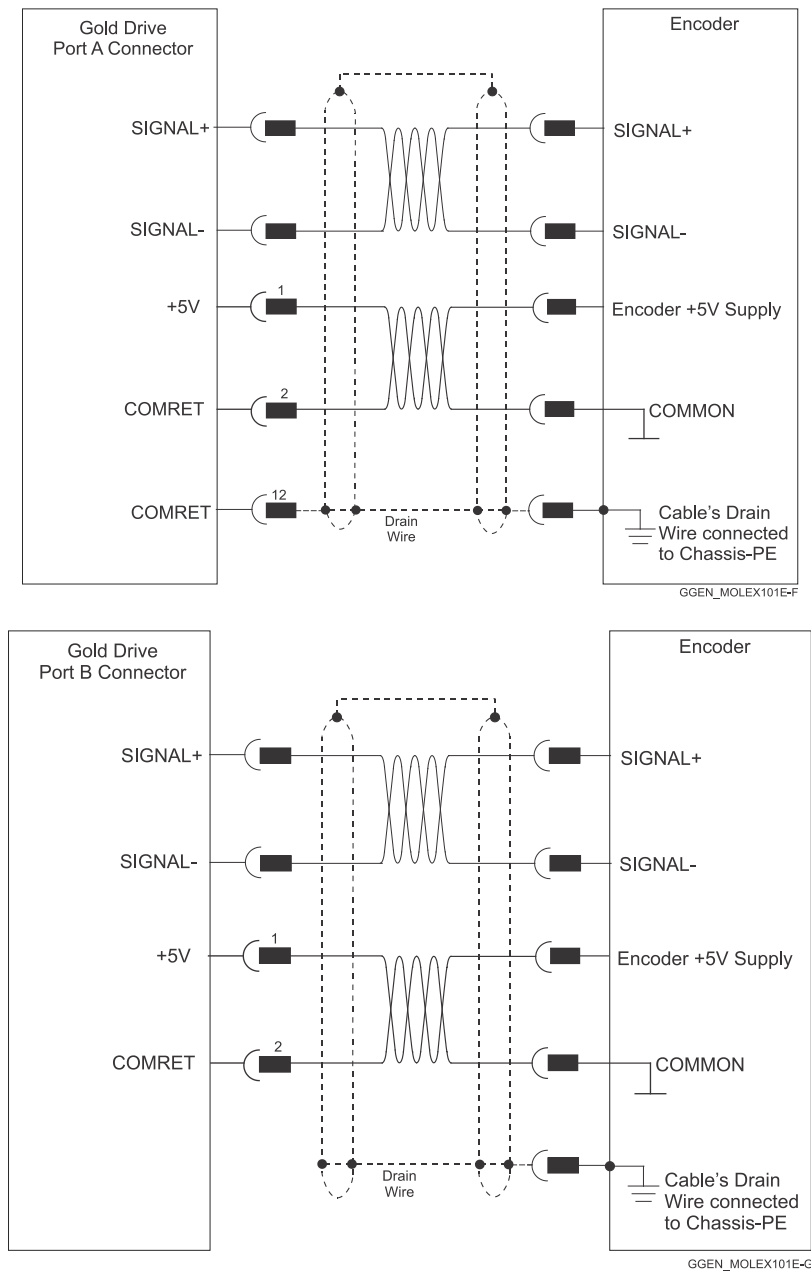 Gold Drive
Port A Connector
Encoder
SIGNAL+
SIGNAL+
SIGNAL-
SIGNAL-
+5V
1
Encoder +5V Supply
COMRET
2
COMMON
COMRET
12
Drain
Wire
Cable's Drain
Wire connected
to Chassis-PE
GGEN_MOLEX101E-F
Gold Drive
Port B Connector
Encoder
SIGNAL+
SIGNAL+
SIGNAL-
SIGNAL-
+5V
1
Encoder +5V Supply
COMRET
2
COMMON
Drain
Wire
Cable's Drain
Wire connected
to Chassis-PE
GGEN_MOLEX101E-G